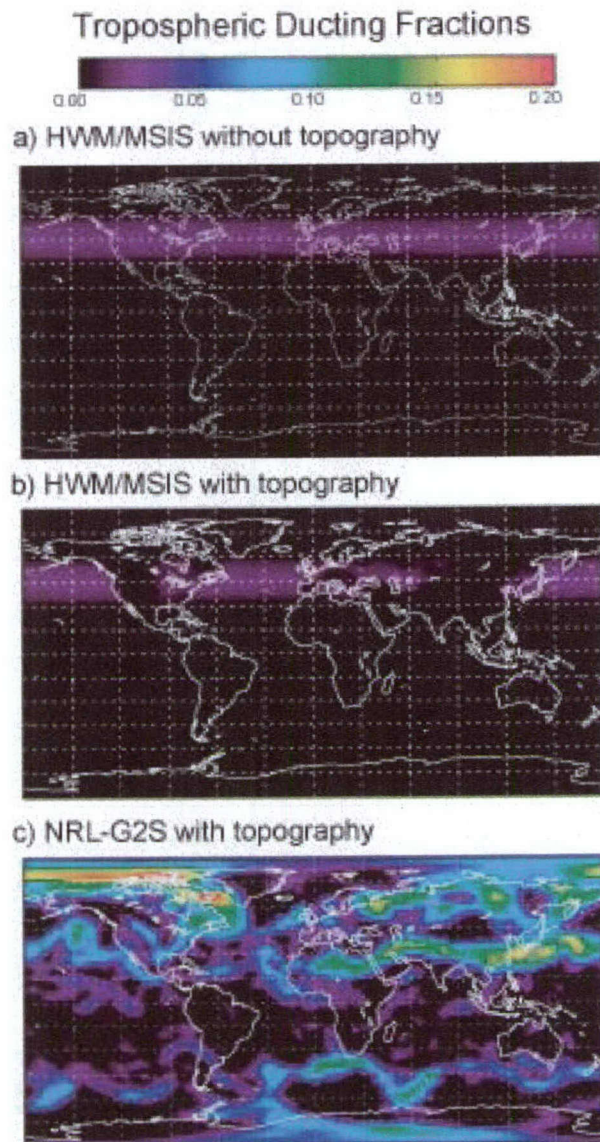 Tropospheric Ducting Fractions
0.00 0.05 0.10 0.15 0.20
a) HWM/MSIS without topography
b) HWM/MSIS with topography
c) NRL-G2S with topography